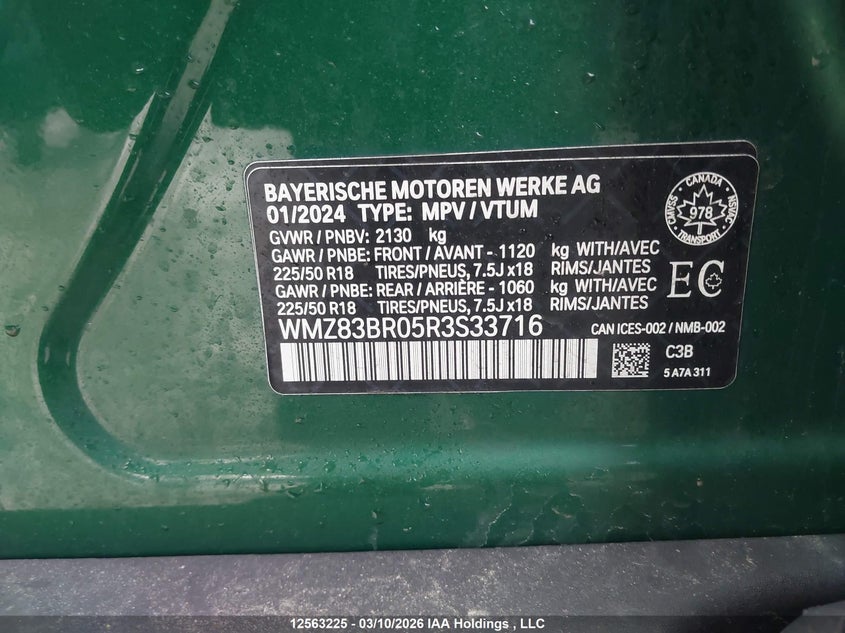 BAYERISCHE MOTOREN WERKE AG
01/2024 TYPE: MPV / VTUM
GVWR / PNBV: 2130 kg
GAWR / PNBE: FRONT / AVANT - 1120 kg WITH/AVEC
225/50 R18 TIRES/PNEUS, 7.5J x18 RIMS/JANTES
GAWR / PNBE: REAR / ARRIÈRE - 1060 kg WITH/AVEC
225/50 R18 TIRES/PNEUS, 7.5J x18 RIMS/JANTES
WMZ83BR05R3S33716
CANADA
CMVSS
978
NSVAC
TRANSPORT
EC
CAN ICES-002 / NMB-002
C3B
5 A7A 311
12563225 - 03/10/2026 IAA Holdings , LLC